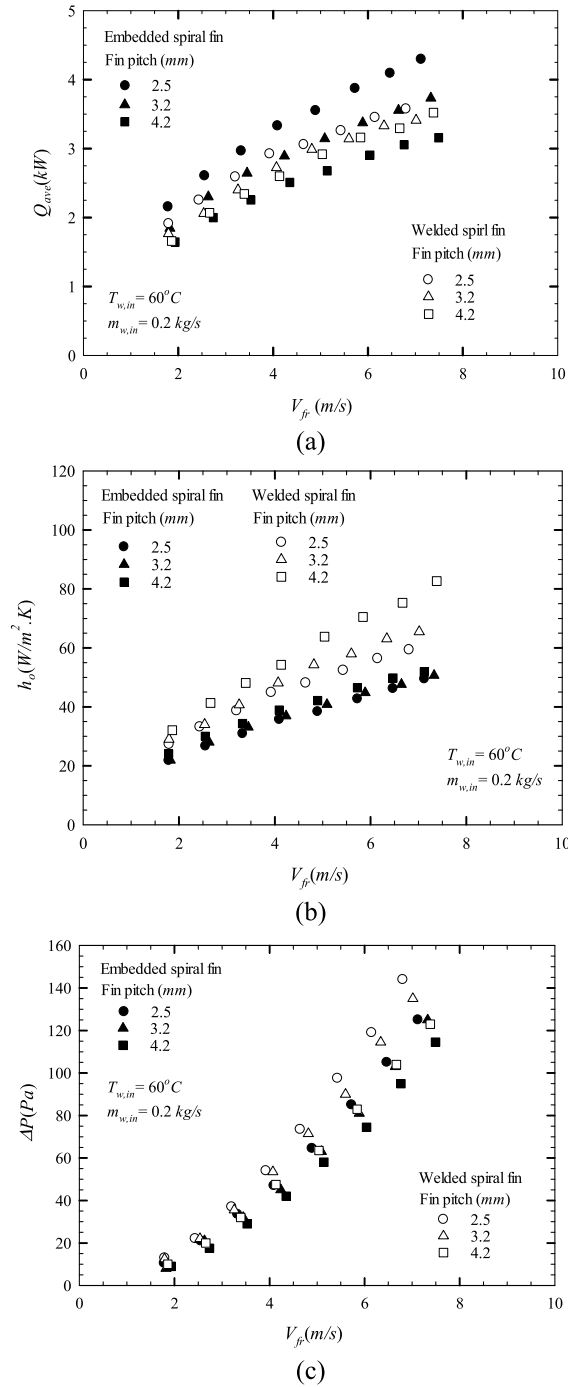 5
Embedded spiral fin
Fin pitch (mm)
2.5
3.2
4.2
4
3
Q_ave(kW)
2
Welded spirl fin
Fin pitch (mm)
2.5
3.2
4.2
1
T_w,in = 60°C
m_w,in = 0.2 kg/s
0
2 4 6 8 10
V_fr (m/s)
(a)
120
Embedded spiral fin Welded spiral fin
Fin pitch (mm) Fin pitch (mm)
2.5 2.5
3.2 3.2
4.2 4.2
100
80
60
h_o(W/m².K)
40
20
T_w,in = 60°C
m_w,in = 0.2 kg/s
0
0 2 4 6 8 10
V_fr(m/s)
(b)
160
Embedded spiral fin
Fin pitch (mm)
2.5
3.2
4.2
140
120
100
T_w,in = 60°C
m_w,in = 0.2 kg/s
80
ΔP(Pa)
60
40
Welded spiral fin
Fin pitch (mm)
2.5
3.2
4.2
20
0
0 2 4 6 8 10
V_fr(m/s)
(c)